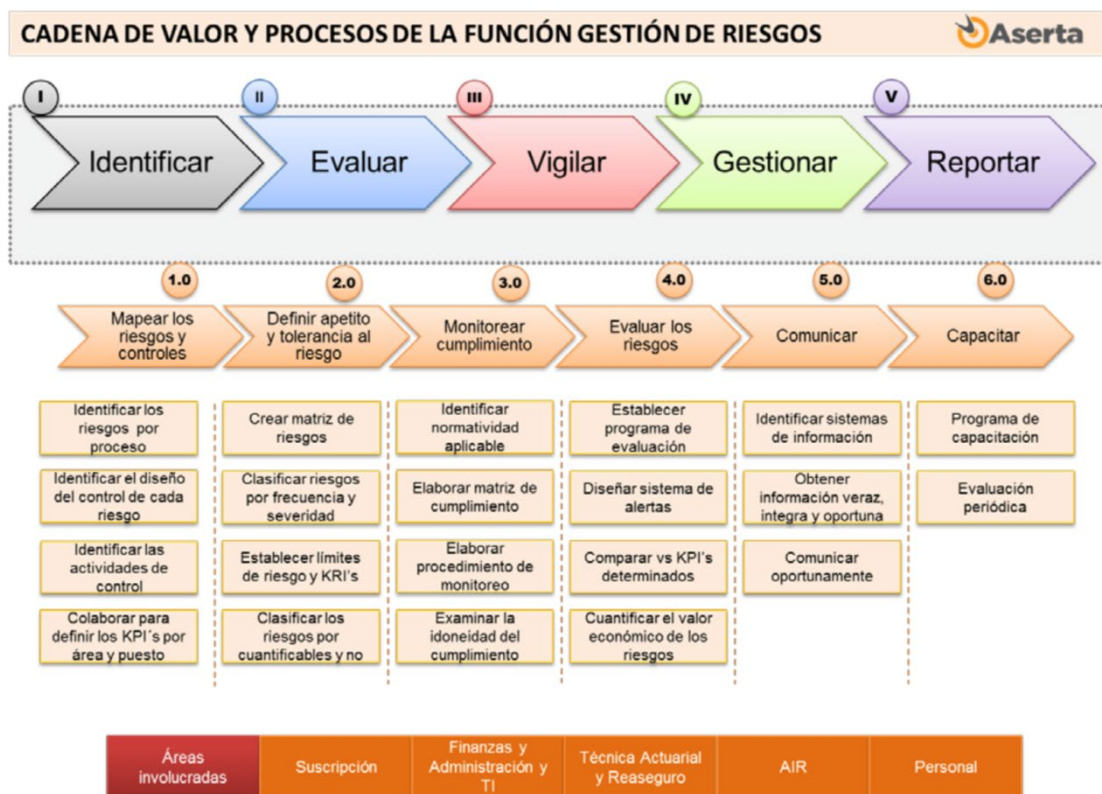 CADENA DE VALOR Y PROCESOS DE LA FUNCIÓN GESTIÓN DE RIESGOS
Aserta
I
II
III
IV
V
Identificar
Evaluar
Vigilar
Gestionar
Reportar
1.0
2.0
3.0
4.0
5.0
6.0
Mapear los
riesgos y
controles
Definir apetito
y tolerancia al
riesgo
Monitorear
cumplimiento
Evaluar los
riesgos
Comunicar
Capacitar
Identificar los
riesgos por
proceso
Identificar el diseño
del control de cada
riesgo
Identificar las
actividades de
control
Colaborar para
definir los KPI´s por
área y puesto
Crear matriz de
riesgos
Clasificar riesgos
por frecuencia y
severidad
Establecer límites
de riesgo y KRI's
Clasificar los
riesgos por
cuantificables y no
Identificar
normatividad
aplicable
Elaborar matriz de
cumplimiento
Elaborar
procedimiento de
monitoreo
Examinar la
idoneidad del
cumplimiento
Establecer
programa de
evaluación
Diseñar sistema de
alertas
Comparar vs KPI's
determinados
Cuantificar el valor
económico de los
riesgos
Identificar sistemas
de información
Obtener
información veraz,
integra y oportuna
Comunicar
oportunamente
Programa de
capacitación
Evaluación
periódica
Áreas
involucradas
Suscripción
Finanzas y
Administración y
TI
Técnica Actuarial
y Reaseguro
AIR
Personal